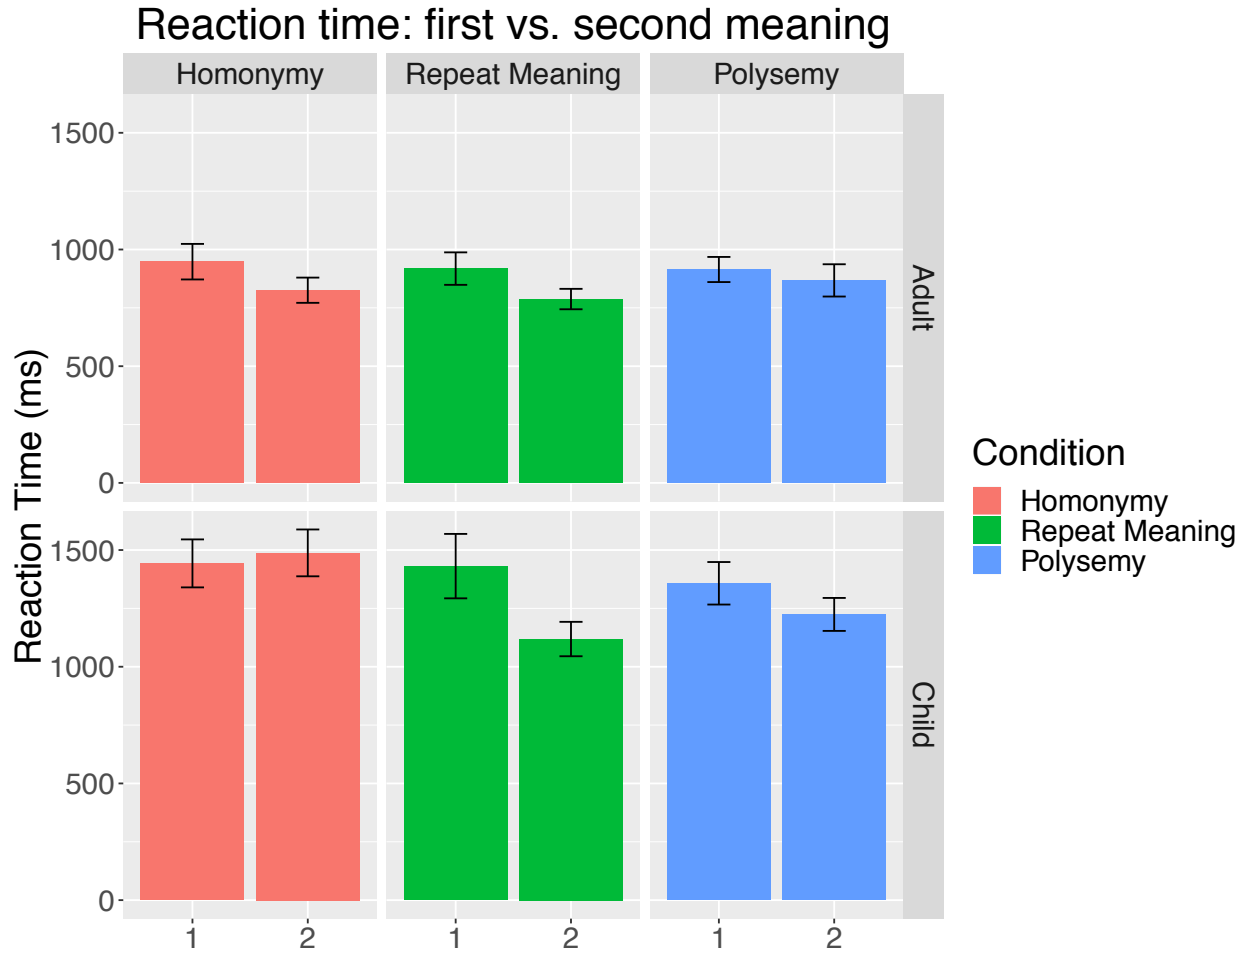 Reaction time: first vs. second meaning
Homonymy Repeat Meaning Polysemy
Reaction Time (ms)
1500
1000
500
0
Adult
1500
1000
500
0
Child
1 2 1 2 1 2
Condition
Homonymy
Repeat Meaning
Polysemy